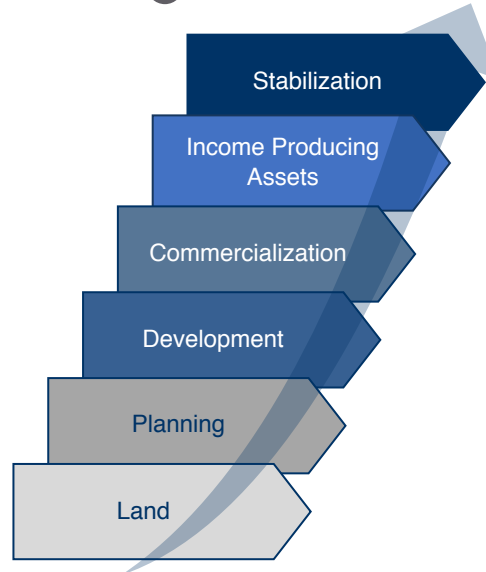 Stabilization
Income Producing
Assets
Commercialization
Development
Planning
Land